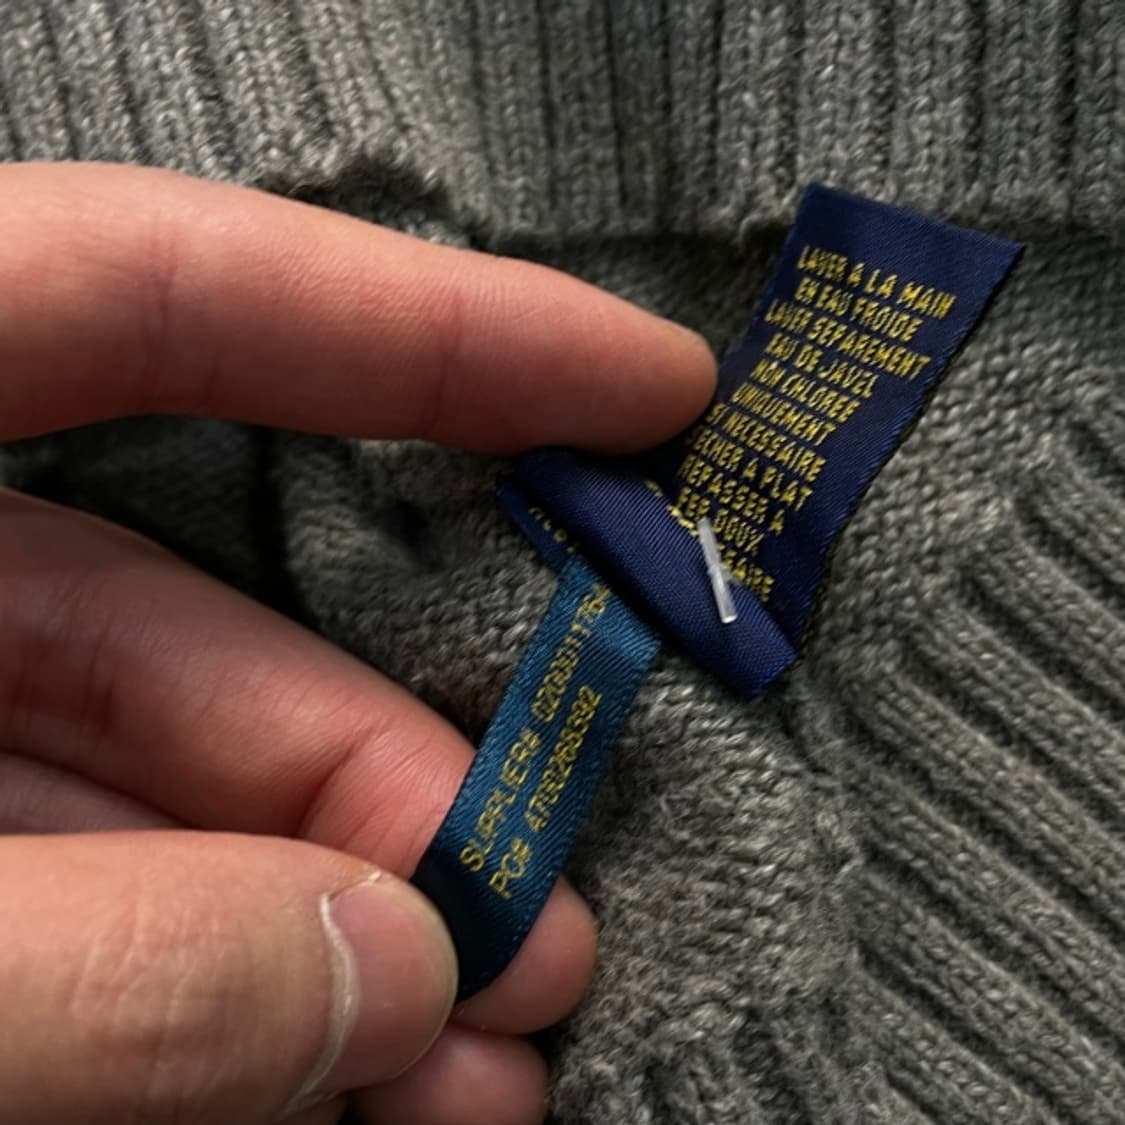 LAVER A LA MAIN
EN EAU FROIDE
LAVER SEPAREMENT
EAU DE JAVEL
NON CHLOREE
UNIQUEMENT
SI NECESSAIRE
SECHER A PLAT
REPASSER A
FER DOUX
SUPPLIER#
PO#